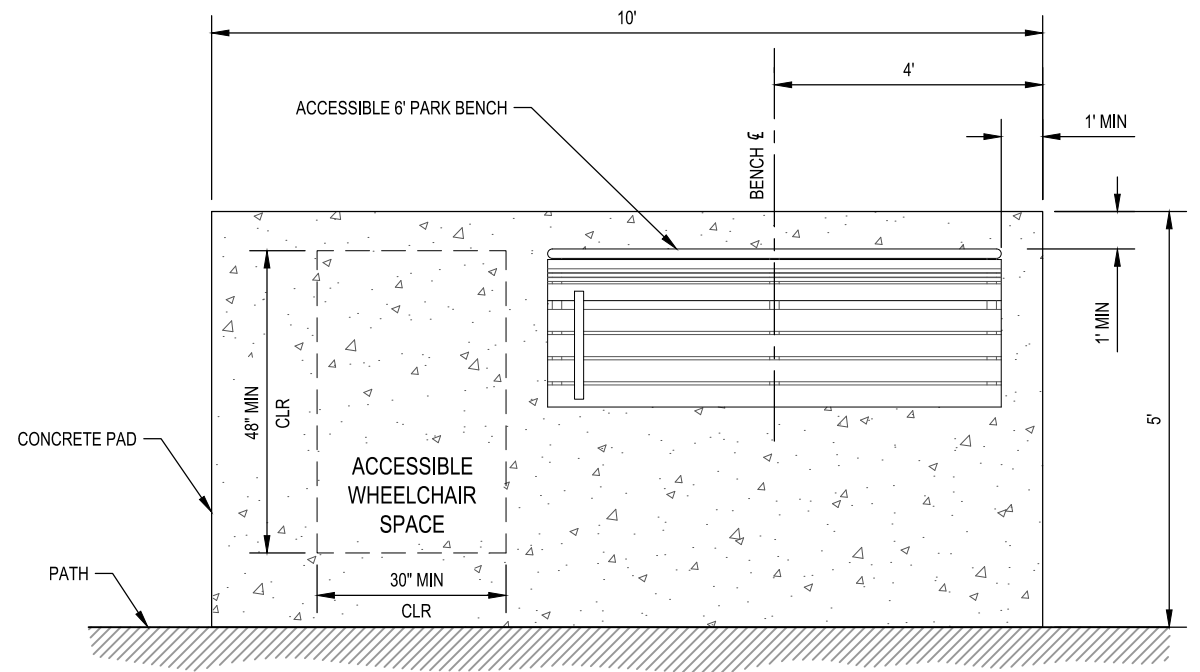 10'
4'
ACCESSIBLE 6' PARK BENCH
1' MIN
BENCH ℄
1' MIN
48" MIN
CLR
5'
CONCRETE PAD
ACCESSIBLE
WHEELCHAIR
SPACE
PATH
30" MIN
CLR